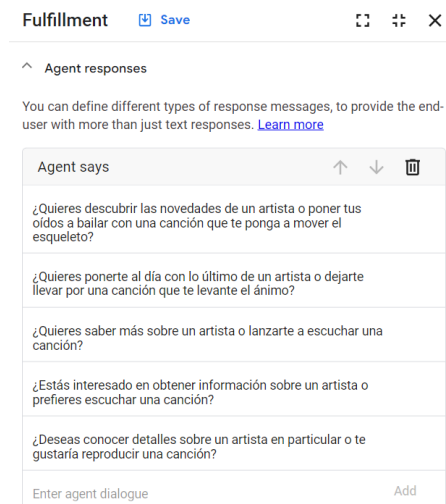 Fulfillment Save
Agent responses
You can define different types of response messages, to provide the end-
user with more than just text responses. Learn more
Agent says
¿Quieres descubrir las novedades de un artista o poner tus
oídos a bailar con una canción que te ponga a mover el
esqueleto?
¿Quieres ponerte al día con lo último de un artista o dejarte
llevar por una canción que te levante el ánimo?
¿Quieres saber más sobre un artista o lanzarte a escuchar una
canción?
¿Estás interesado en obtener información sobre un artista o
prefieres escuchar una canción?
¿Deseas conocer detalles sobre un artista en particular o te
gustaría reproducir una canción?
Enter agent dialogue Add